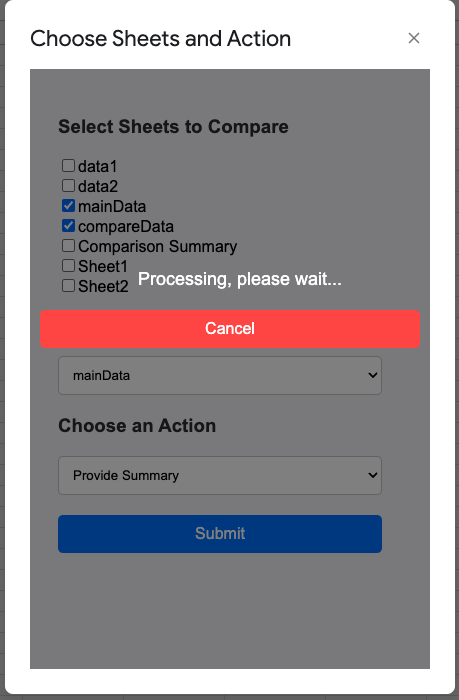 Choose Sheets and Action
Select Sheets to Compare
data1
data2
mainData
compareData
Comparison Summary
Sheet1
Processing, please wait...
Sheet2
Cancel
mainData
Choose an Action
Provide Summary
Submit